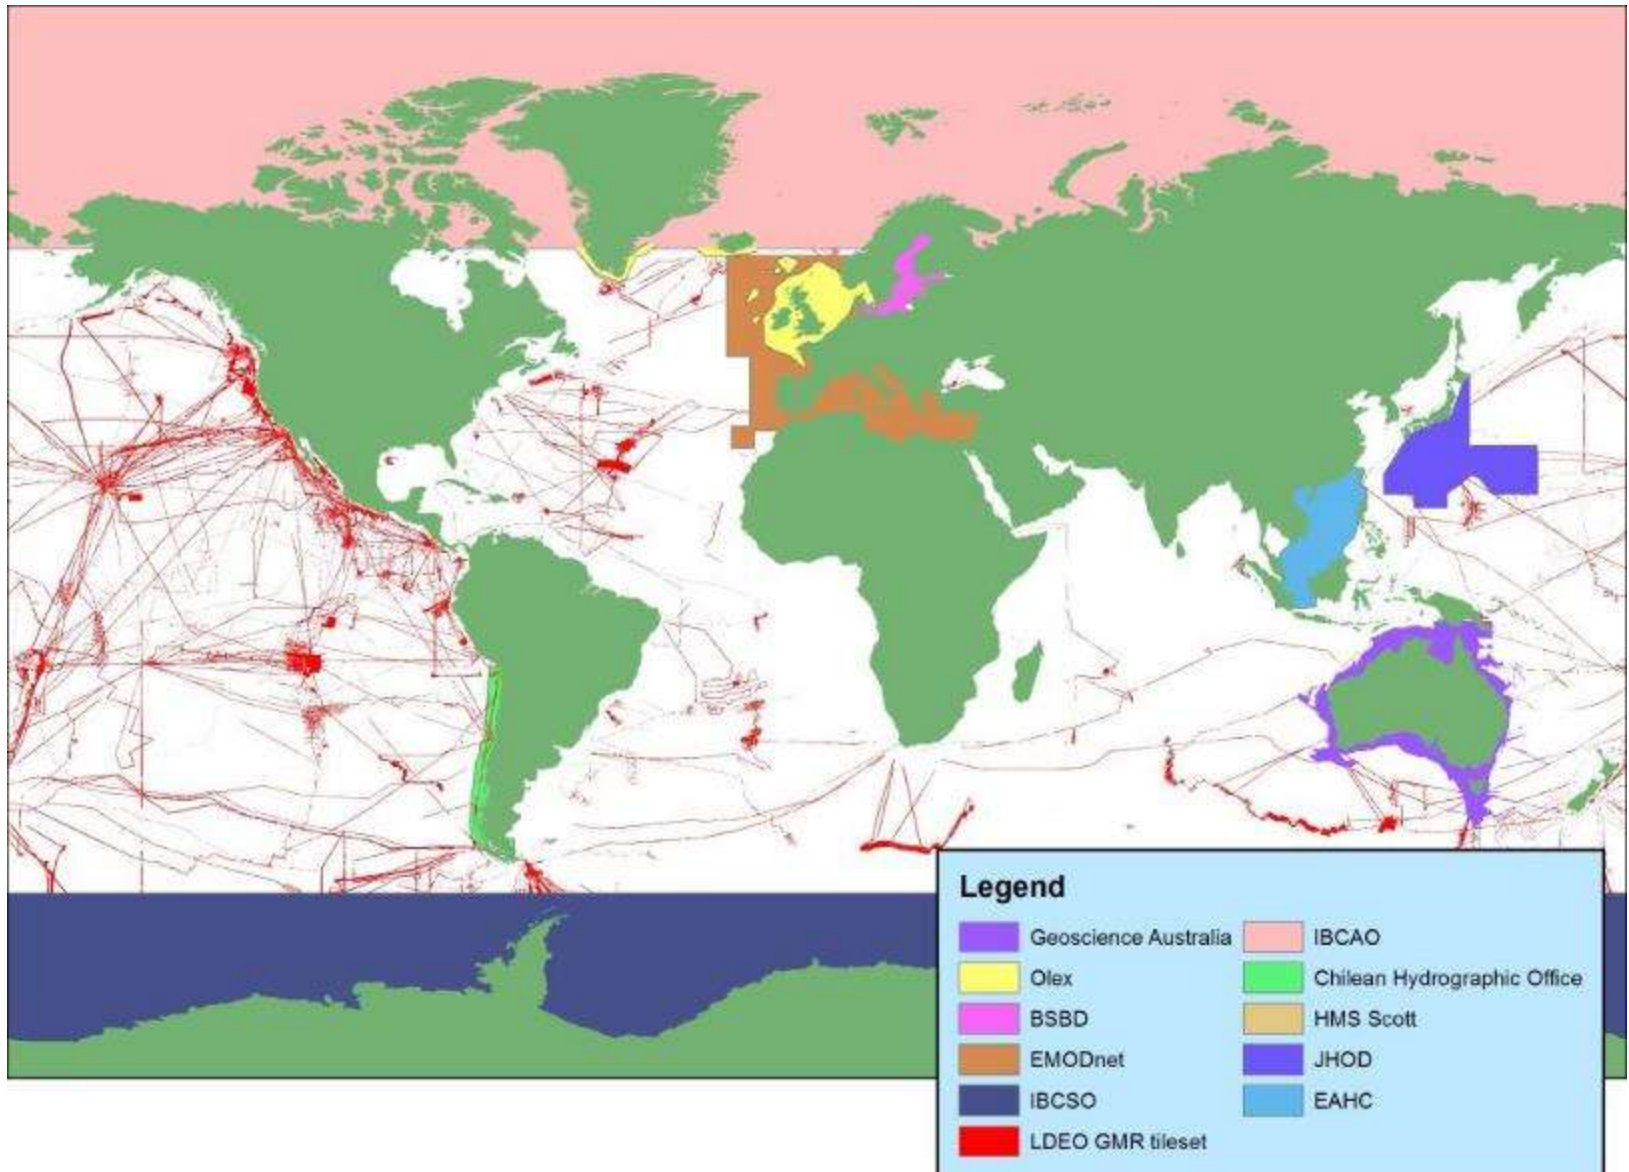 Legend
Geoscience Australia
IBCAO
Olex
Chilean Hydrographic Office
BSBD
HMS Scott
EMODnet
JHOD
IBCSO
EAHC
LDEO GMR tileset